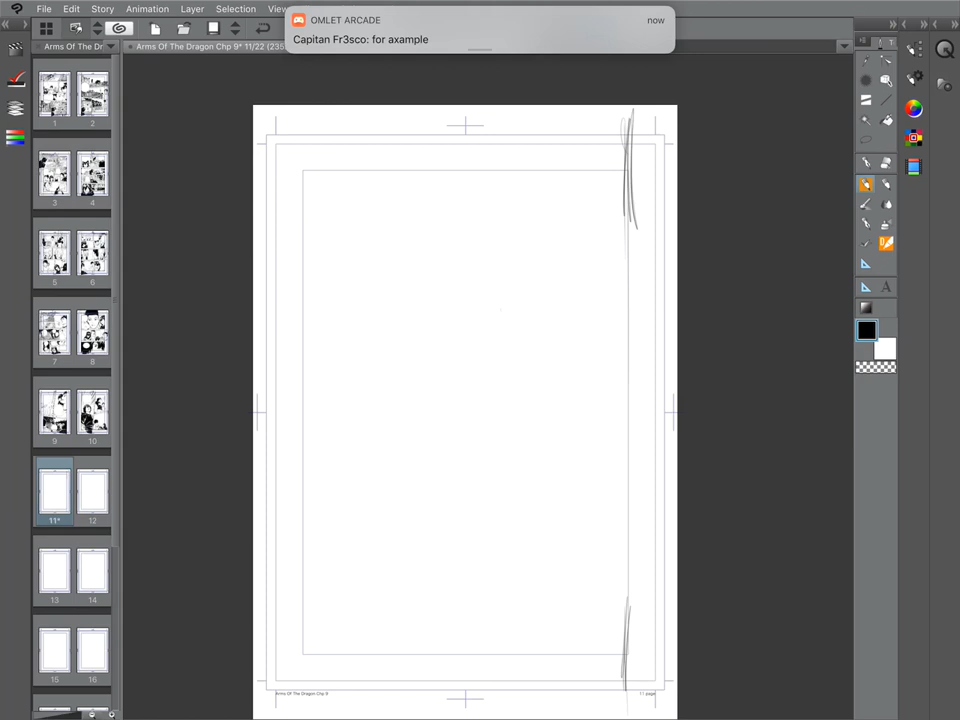 File Edit Story Animation Layer Selection
OMLET ARCADE now
Capitan Fr3sco: for axample
Arms Of The Dr
Arms Of The Dragon Chp 9* 11/22 (235
1 2
3 4
5 6
7 8
9 10
11* 12
13 14
15 16
T
A
Arms Of The Dragon Chp 9 11 page